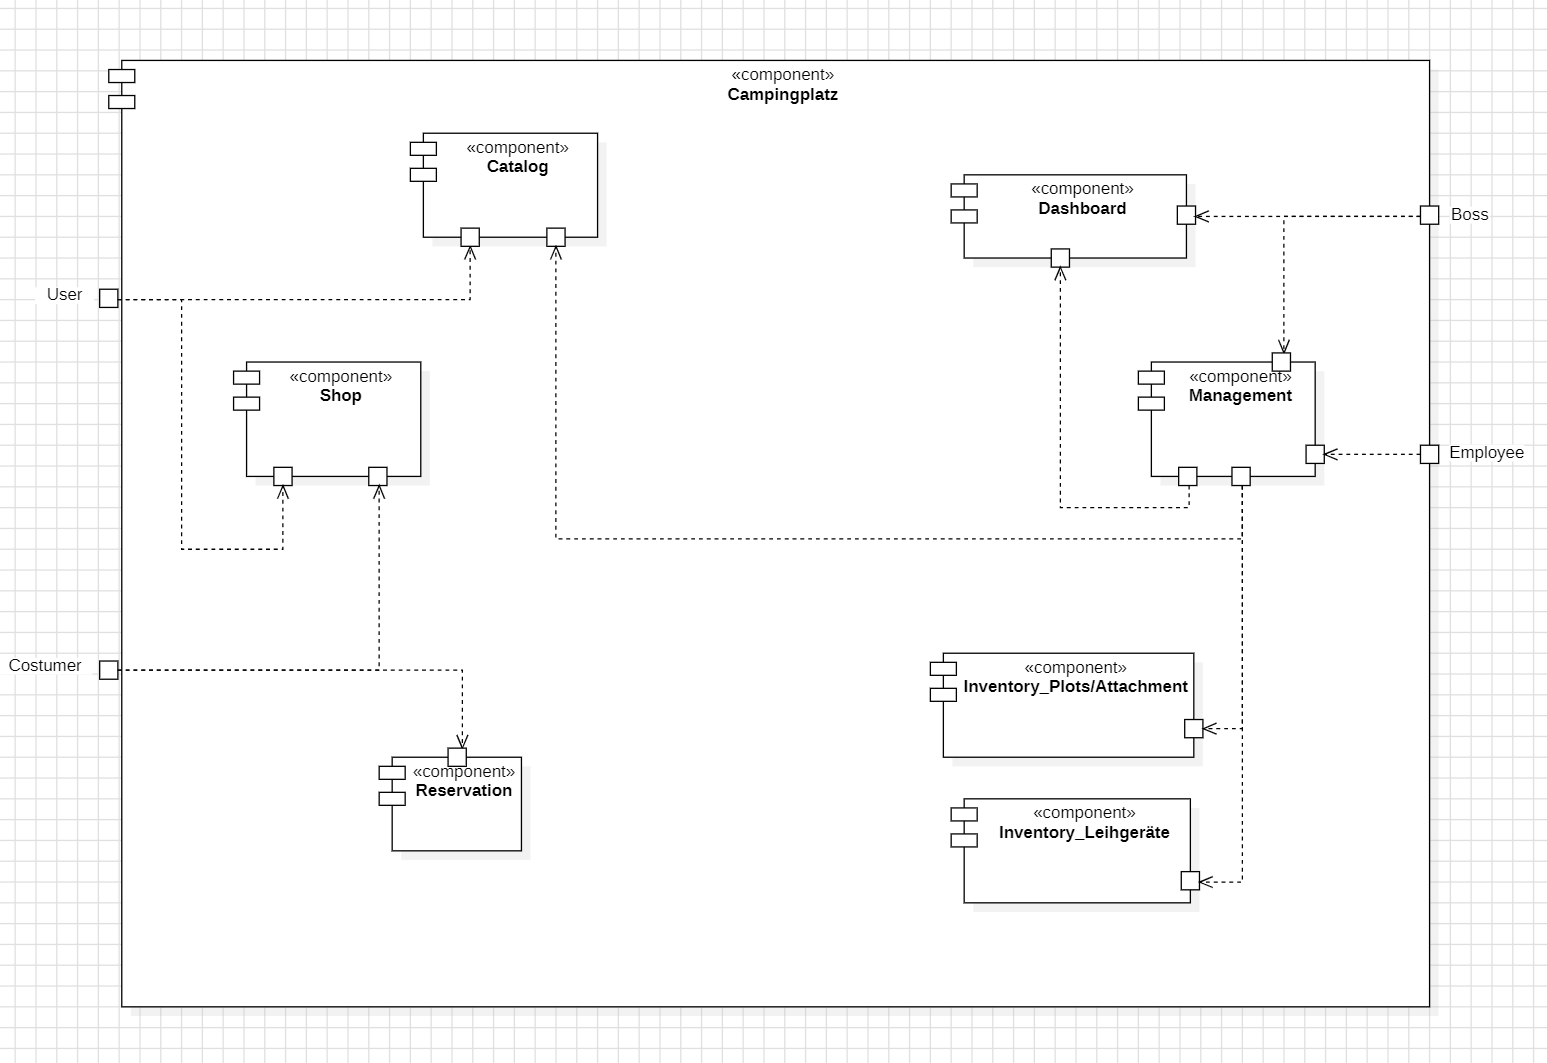 «component»
Campingplatz
«component»
Catalog
«component»
Dashboard
Boss
User
«component»
Shop
«component»
Management
Employee
Costumer
«component»
Inventory_Plots/Attachment
«component»
Reservation
«component»
Inventory_Leihgeräte